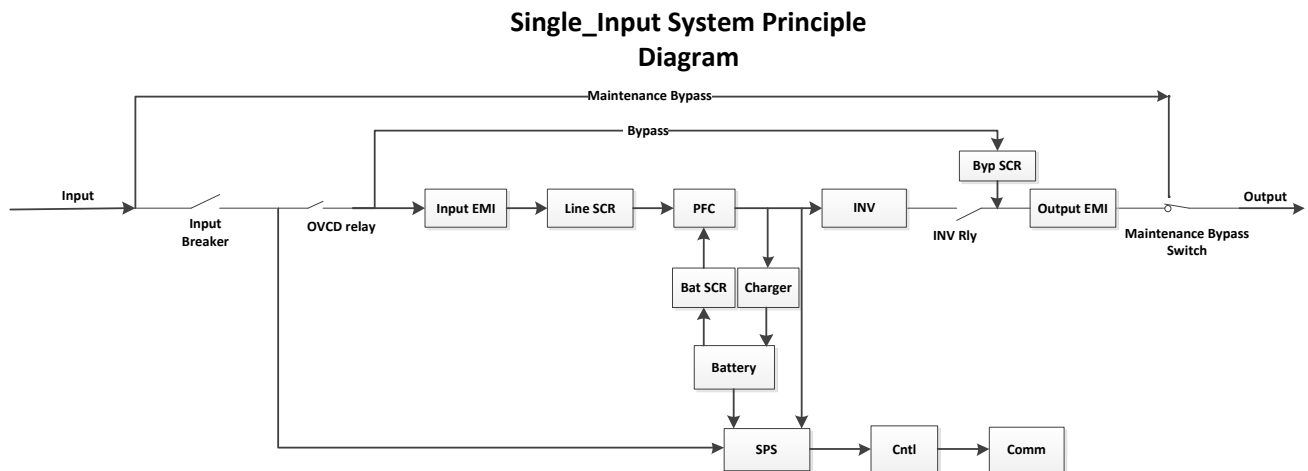 Single_Input System Principle
Diagram
Maintenance Bypass
Bypass
Byp SCR
Input
Input EMI
Line SCR
PFC
INV
Output EMI
Output
Input
Breaker
OVCD relay
INV Rly
Maintenance Bypass
Switch
Bat SCR
Charger
Battery
SPS
Cntl
Comm